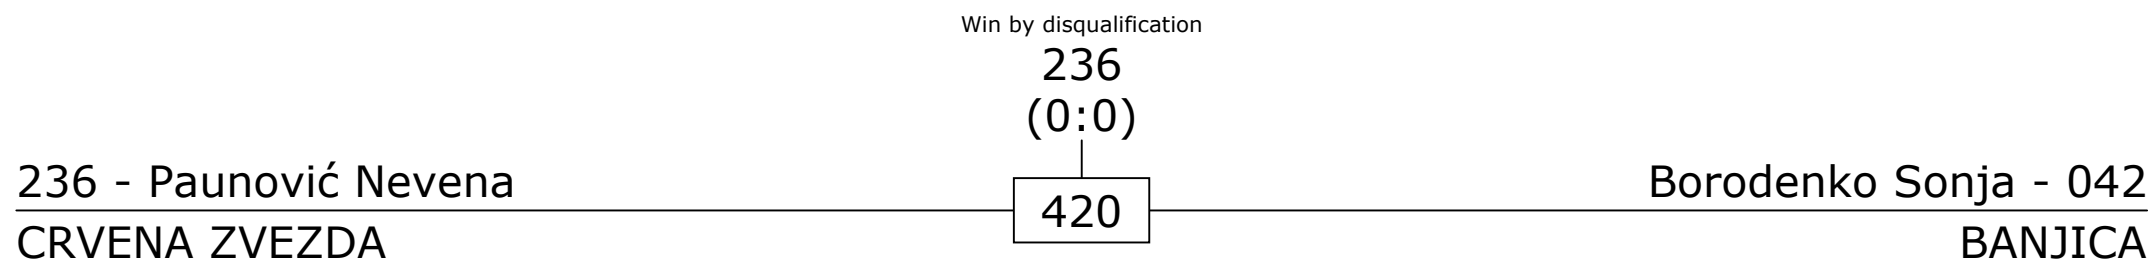 Win by disqualification
236
(0:0)
236 - Paunović Nevena
Borodenko Sonja - 042
420
CRVENA ZVEZDA
BANJICA